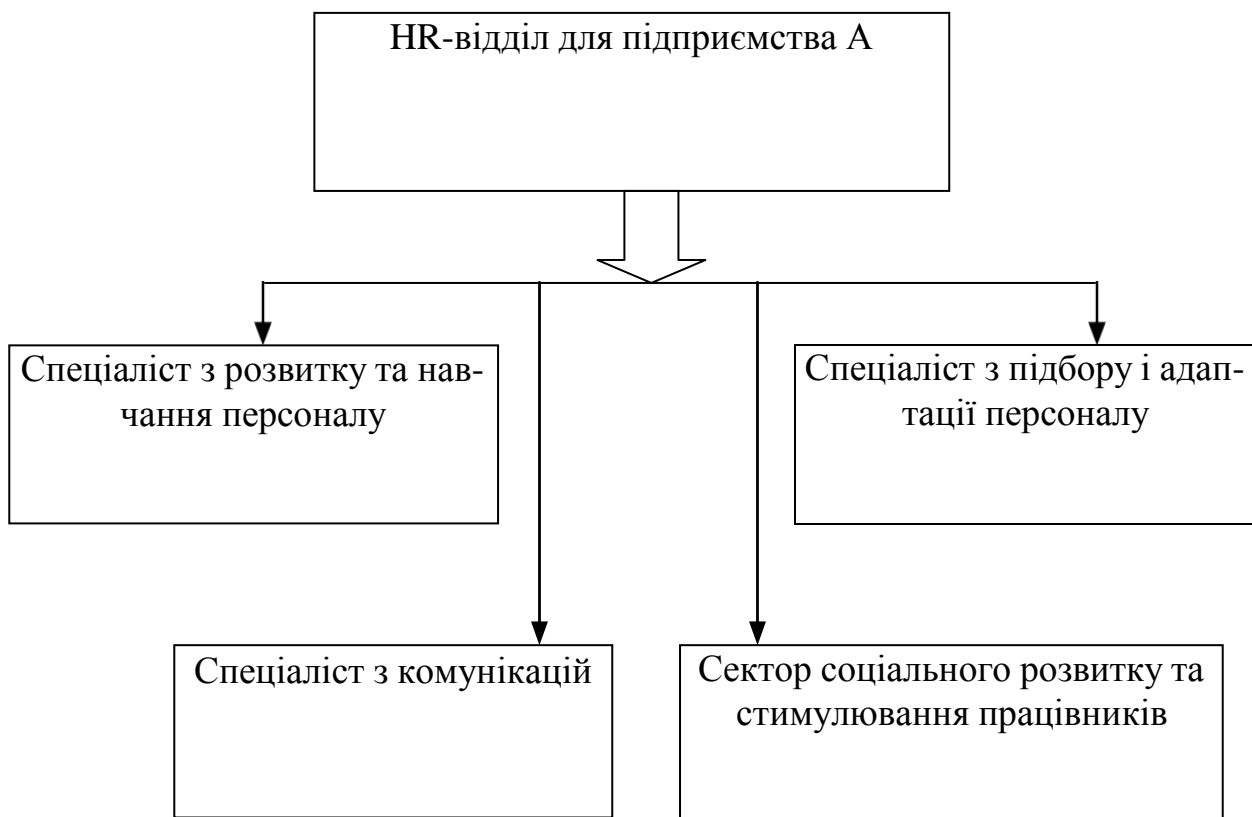 HR-відділ для підприємства А
Спеціаліст з розвитку та нав-
чання персоналу
Спеціаліст з підбору і адап-
тації персоналу
Спеціаліст з комунікацій
Сектор соціального розвитку та
стимулювання працівників